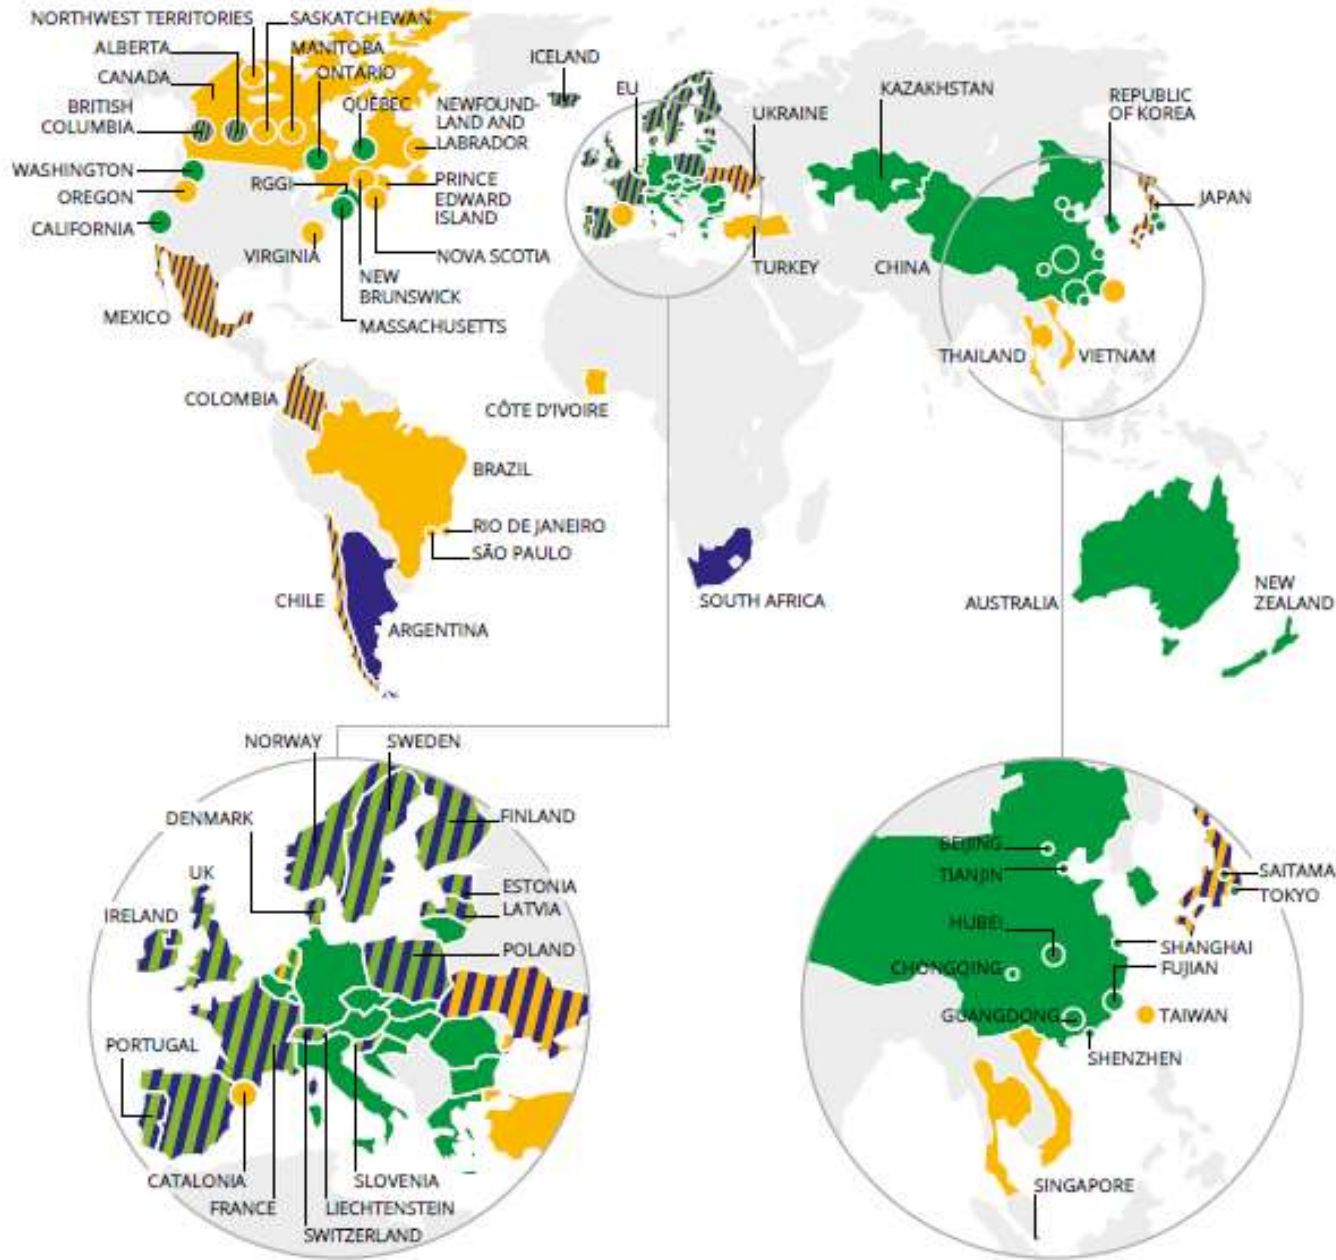 NORTHWEST TERRITORIES
SASKATCHEWAN
ALBERTA
MANITOBA
CANADA
ONTARIO
BRITISH
COLUMBIA
QUÉBEC
NEWFOUND-
LAND AND
LABRADOR
WASHINGTON
OREGON
RGGI
PRINCE
EDWARD
ISLAND
CALIFORNIA
VIRGINIA
NOVA SCOTIA
NEW
BRUNSWICK
MEXICO
MASSACHUSETTS
ICELAND
EU
UKRAINE
KAZAKHSTAN
REPUBLIC
OF KOREA
JAPAN
TURKEY
CHINA
THAILAND
VIETNAM
COLOMBIA
CÔTE D'IVOIRE
BRAZIL
RIO DE JANEIRO
SÃO PAULO
CHILE
ARGENTINA
SOUTH AFRICA
AUSTRALIA
NEW
ZEALAND
NORWAY
SWEDEN
DENMARK
FINLAND
UK
IRELAND
ESTONIA
LATVIA
POLAND
PORTUGAL
CATALONIA
SLOVENIA
FRANCE
LIECHTENSTEIN
SWITZERLAND
BEIJING
TIANJIN
SAITAMA
TOKYO
HUBEI
SHANGHAI
CHONGQING
FUJIAN
GUANGDONG
TAIWAN
SHENZHEN
SINGAPORE